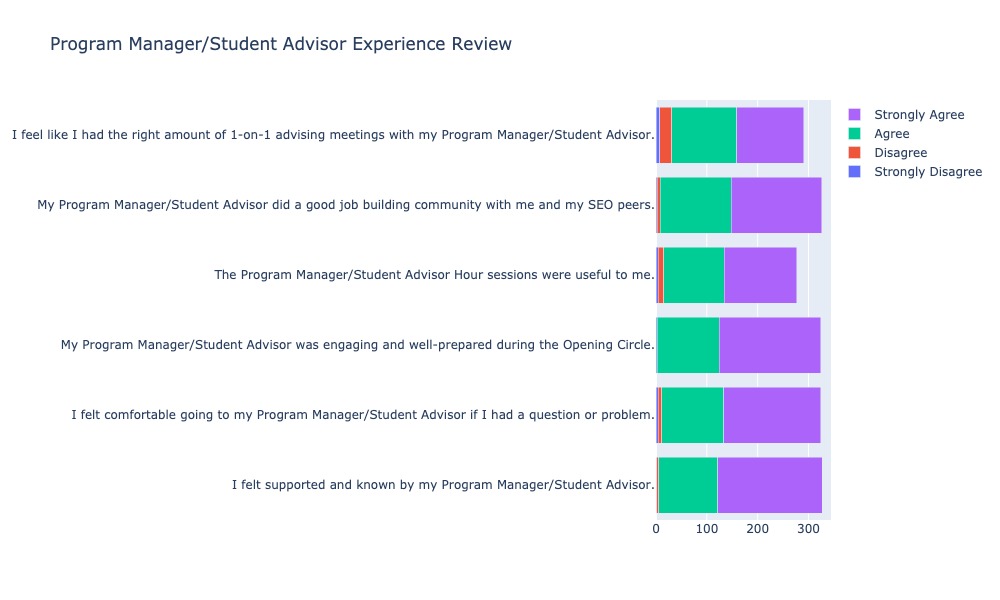 Program Manager/Student Advisor Experience Review
Strongly Agree
Agree
Disagree
Strongly Disagree
I feel like I had the right amount of 1-on-1 advising meetings with my Program Manager/Student Advisor.
My Program Manager/Student Advisor did a good job building community with me and my SEO peers.
The Program Manager/Student Advisor Hour sessions were useful to me.
My Program Manager/Student Advisor was engaging and well-prepared during the Opening Circle.
I felt comfortable going to my Program Manager/Student Advisor if I had a question or problem.
I felt supported and known by my Program Manager/Student Advisor.
0 100 200 300